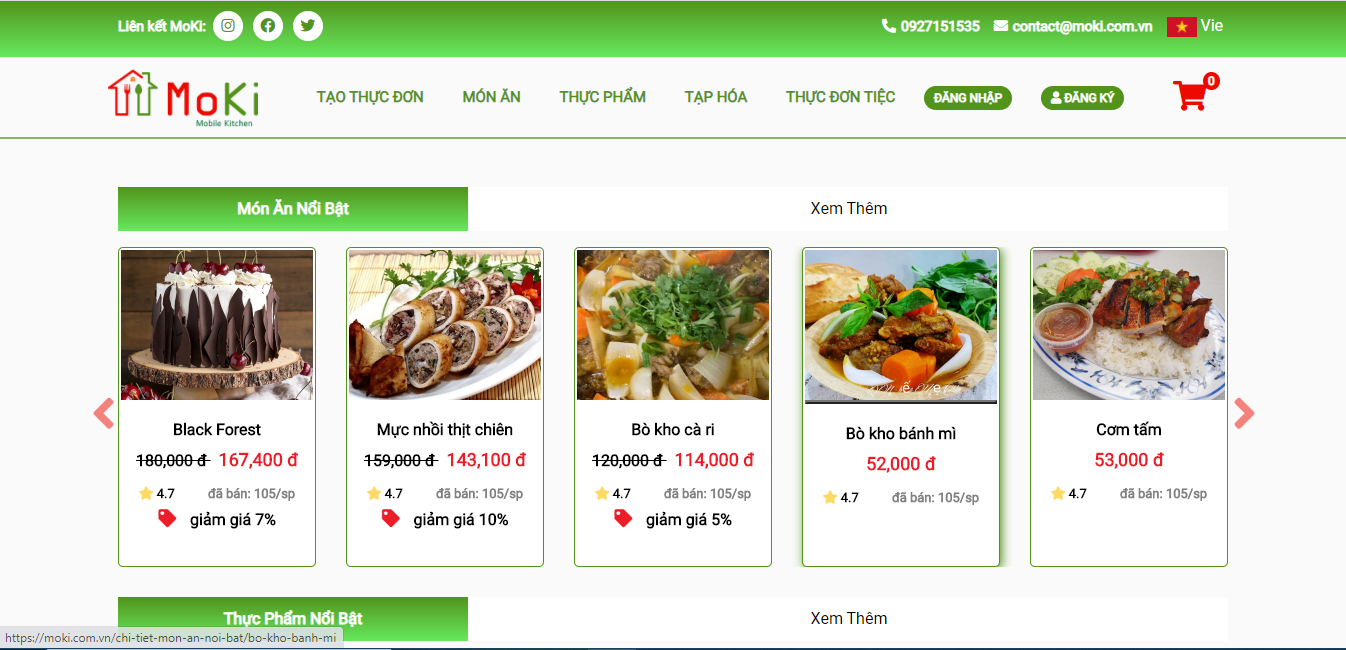 Liên kết MoKi:
0927151535 contact@moki.com.vn Vie
MoKi
Mobile Kitchen
TẠO THỰC ĐƠN MÓN ĂN THỰC PHẨM TẠP HÓA THỰC ĐƠN TIỆC ĐĂNG NHẬP ĐĂNG KÝ 0
Món Ăn Nổi Bật Xem Thêm
Black Forest
180,000 đ 167,400 đ
4.7 đã bán: 105/sp
giảm giá 7%
Mực nhồi thịt chiên
159,000 đ 143,100 đ
4.7 đã bán: 105/sp
giảm giá 10%
Bò kho cà ri
120,000 đ 114,000 đ
4.7 đã bán: 105/sp
giảm giá 5%
Bò kho bánh mì
52,000 đ
4.7 đã bán: 105/sp
Cơm tấm
53,000 đ
4.7 đã bán: 105/sp
Thực Phẩm Nổi Bật Xem Thêm
https://moki.com.vn/chi-tiet-mon-an-noi-bat/bo-kho-banh-mi